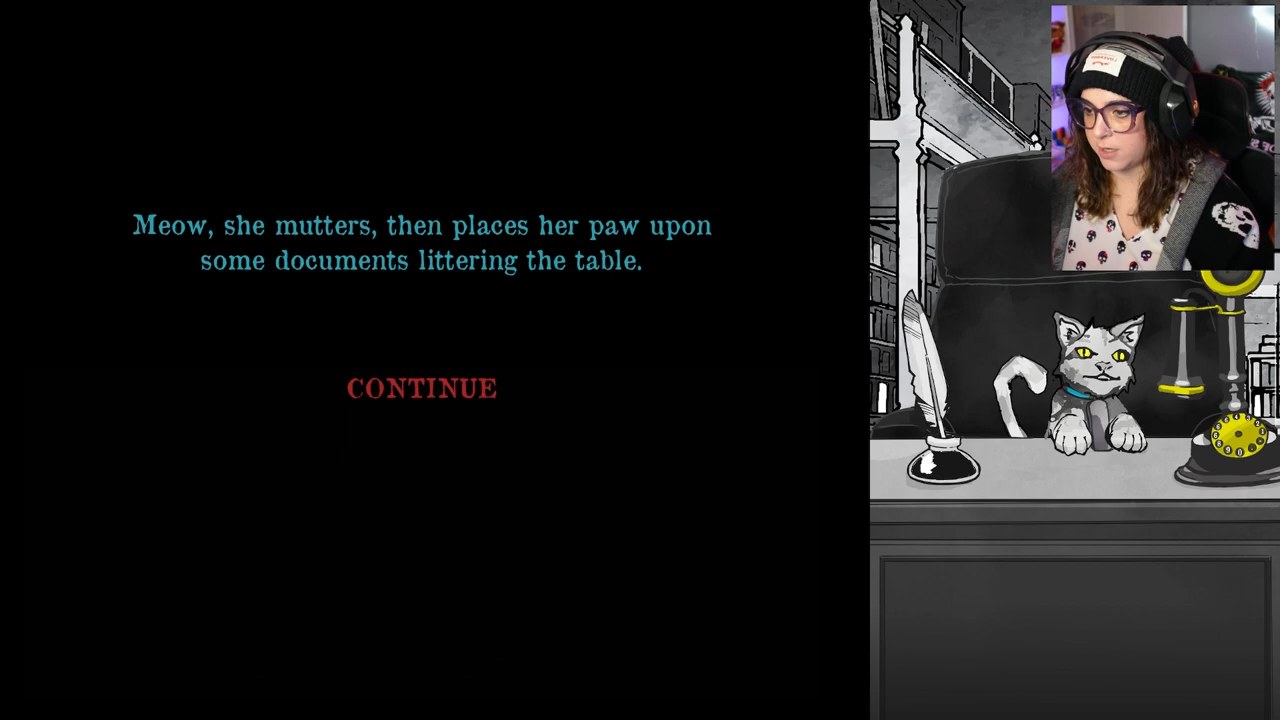 Meow, she mutters, then places her paw upon
some documents littering the table.
CONTINUE